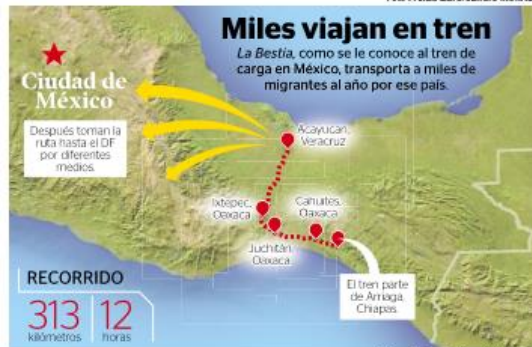 Miles viajan en tren
La Bestia, como se le conoce al tren de
carga en México, transporta a miles de
migrantes al año por ese país.
Ciudad de
México
Después toman la
ruta hasta el DF
por diferentes
medios.
Acayucan,
Veracruz
Ixtepec,
Oaxaca
Cahuites,
Oaxaca
Juchitán,
Oaxaca
El tren parte
de Arriaga,
Chiapas.
RECORRIDO
313
kilómetros
12
horas